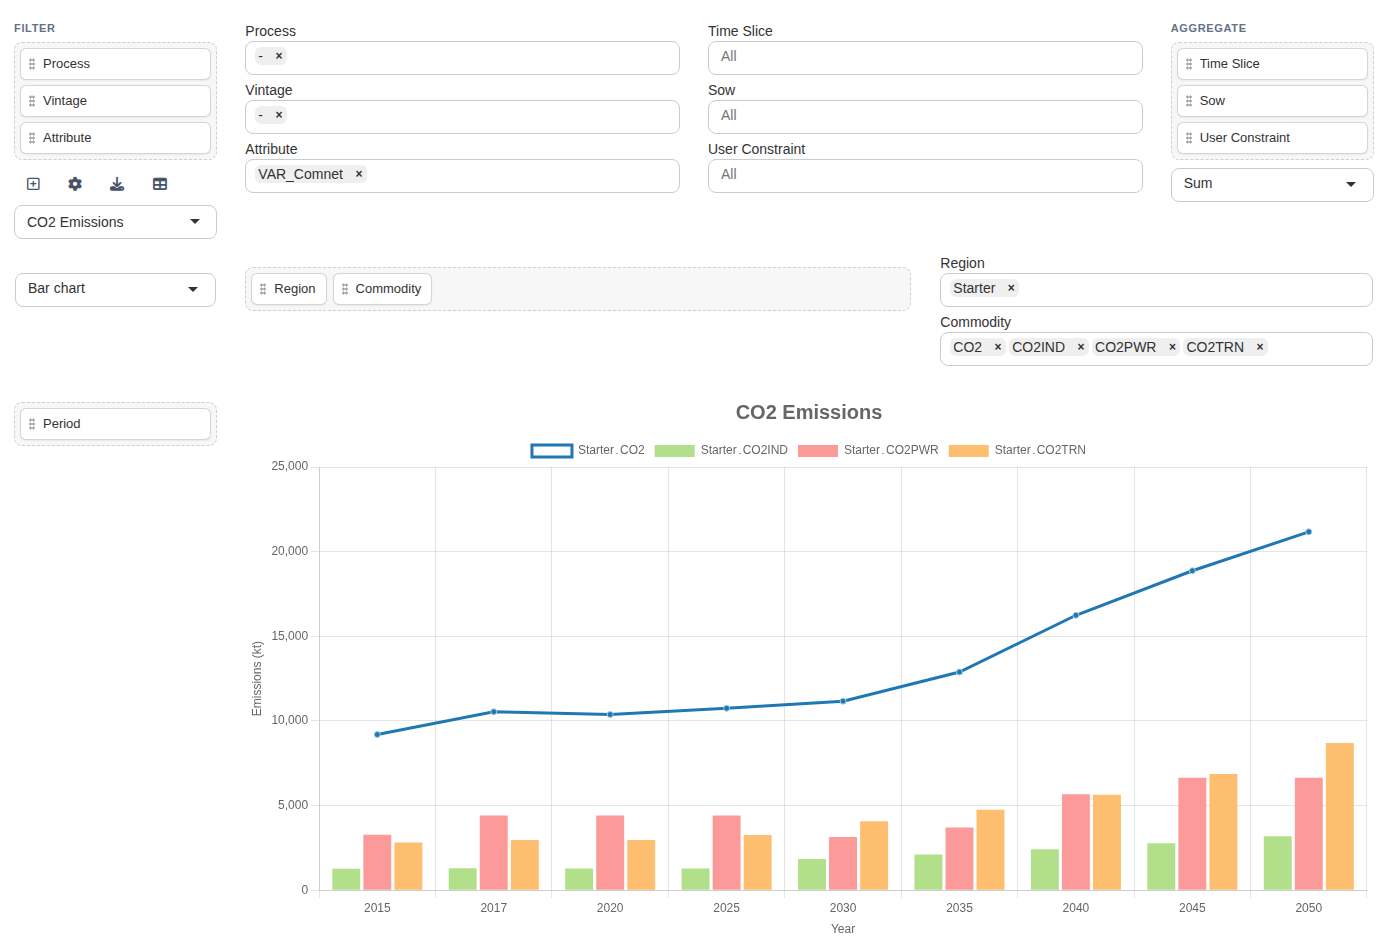 FILTER
Process
Vintage
Attribute
CO2 Emissions
Process
- ×
Vintage
- ×
Attribute
VAR_Comnet ×
Time Slice
All
Sow
All
User Constraint
All
AGGREGATE
Time Slice
Sow
User Constraint
Sum
Bar chart
Region Commodity
Region
Starter ×
Commodity
CO2 × CO2IND × CO2PWR × CO2TRN ×
Period
CO2 Emissions
Starter.CO2 Starter.CO2IND Starter.CO2PWR Starter.CO2TRN
25,000
20,000
15,000
10,000
5,000
0
Emissions (kt)
2015 2017 2020 2025 2030 2035 2040 2045 2050
Year